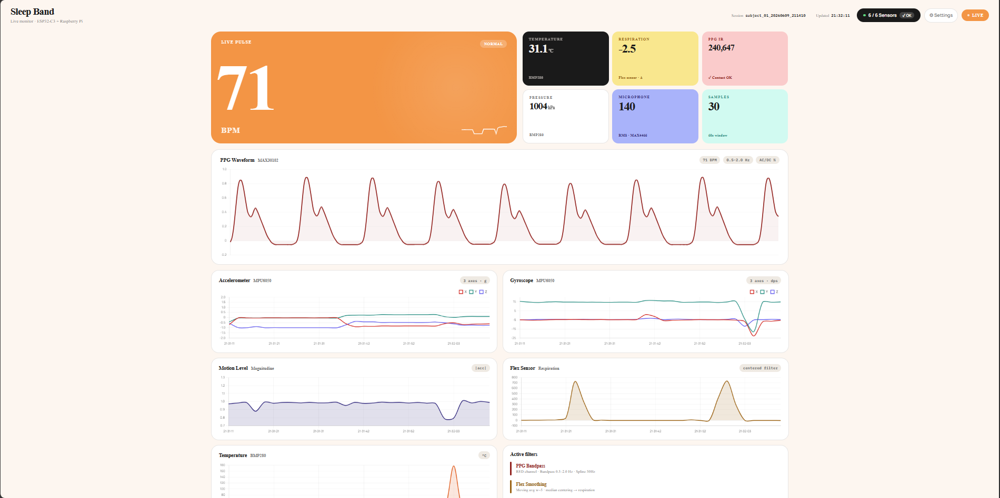 Sleep Band
Live monitor · ESP32-C3 + Raspberry Pi
Session subject_01_20260609_211410
Updated 21:32:11
6 / 6 Sensors ✓ OK
⚙ Settings
LIVE
LIVE PULSE
NORMAL
71
BPM
TEMPERATURE
31.1 °C
BMP280
RESPIRATION
-2.5
Flex sensor · Δ
PPG IR
240,647
✓ Contact OK
PRESSURE
1004 hPa
BMP280
MICROPHONE
140
RMS · MAX4466
SAMPLES
30
60s window
PPG Waveform MAX30102
71 BPM
0.5–2.0 Hz
AC/DC %
1.0
0.8
0.6
0.4
0.2
0
0.2
Accelerometer MPU6050
3 axes · g
X Y Z
2.0
1.5
1.0
0.5
0
-0.5
-1.0
-1.5
-2.0
21:31:11 21:31:21 21:31:31 21:31:42 21:31:52 21:32:03
Gyroscope MPU6050
3 axes · dps
X Y Z
15
5
-5
-15
-25
21:31:11 21:31:21 21:31:31 21:31:42 21:31:52 21:32:03
Motion Level Magnitudine
|acc|
1.3
1.2
1.1
1.0
0.9
0.8
0.7
21:31:11 21:31:21 21:31:31 21:31:42 21:31:52 21:32:03
Flex Sensor Respiration
centered filter
800
700
600
500
400
300
200
100
0
-100
21:31:11 21:31:21 21:31:31 21:31:42 21:31:52 21:32:03
Temperature BMP280
°C
180
160
140
120
100
80
Active filters
PPG Bandpass
RED channel · Bandpass 0.5–2.0 Hz · Spline 50Hz
Flex Smoothing
Moving avg w=5 · median centering → respiration